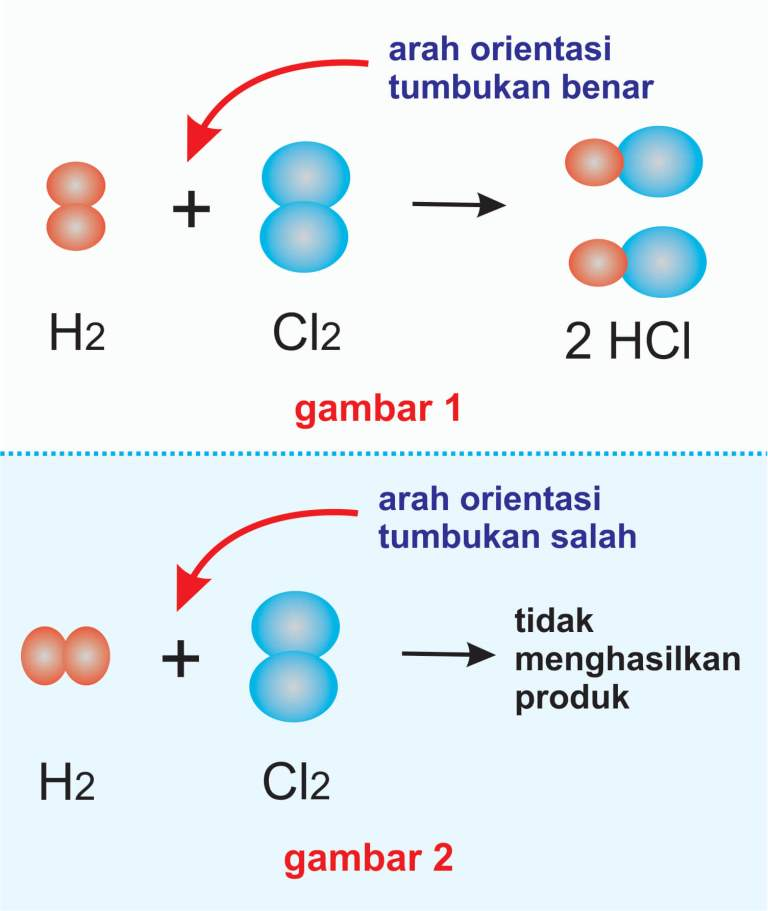 arah orientasi
tumbukan benar
+
H2
Cl2
2 HCl
gambar 1
arah orientasi
tumbukan salah
+
tidak
menghasilkan
produk
H2
Cl2
gambar 2